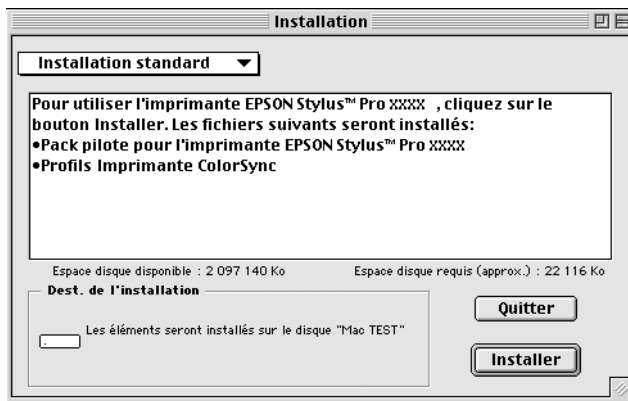 Installation
Installation standard
Pour utiliser l'imprimante EPSON Stylus™ Pro XXXX , cliquez sur le
bouton Installer. Les fichiers suivants seront installés:
•Pack pilote pour l'imprimante EPSON Stylus™ Pro XXXX
•Profils Imprimante ColorSync
Espace disque disponible : 2 097 140 Ko
Espace disque requis (approx.) : 22 116 Ko
Dest. de l'installation
Les éléments seront installés sur le disque "Mac TEST"
Quitter
Installer